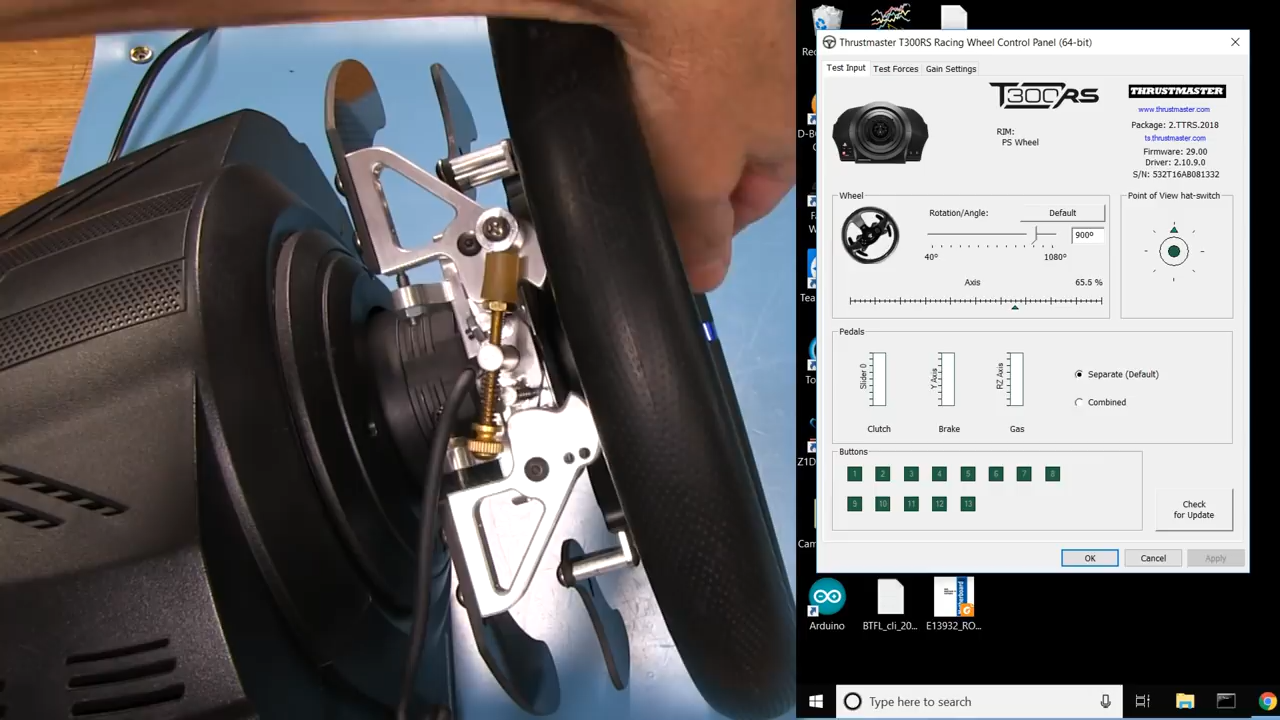 Thrustmaster T300RS Racing Wheel Control Panel (64-bit)
Test Input
Test Forces
Gain Settings
T300RS
THRUSTMASTER
www.thrustmaster.com
RIM:
PS Wheel
Package: 2.TTRS.2018
ts.thrustmaster.com
Firmware: 29.00
Driver: 2.10.9.0
S/N: 532T16AB081332
Wheel
Rotation/Angle:
Default
900º
40º
1080º
Axis
65.5 %
Point of View hat-switch
Pedals
Slider 0
Y Axis
RZ Axis
Clutch
Brake
Gas
Separate (Default)
Combined
Buttons
1 2 3 4 5 6 7 8
9 10 11 12 13
Check
for Update
OK
Cancel
Apply
Arduino
BTFL_cli_20...
E13932_RO...
Type here to search